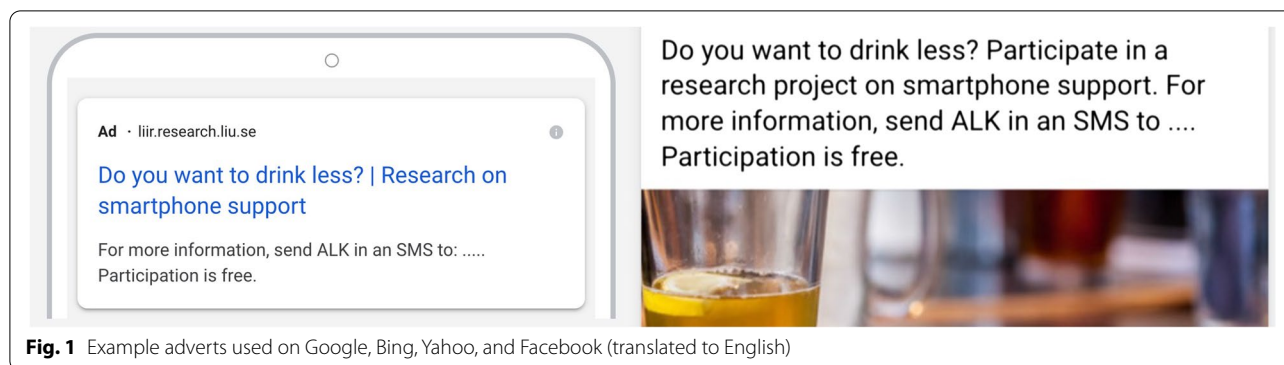 Ad · liir.research.liu.se
Do you want to drink less? | Research on
smartphone support
For more information, send ALK in an SMS to: .....
Participation is free.
Do you want to drink less? Participate in a
research project on smartphone support. For
more information, send ALK in an SMS to ....
Participation is free.
Fig. 1 Example adverts used on Google, Bing, Yahoo, and Facebook (translated to English)